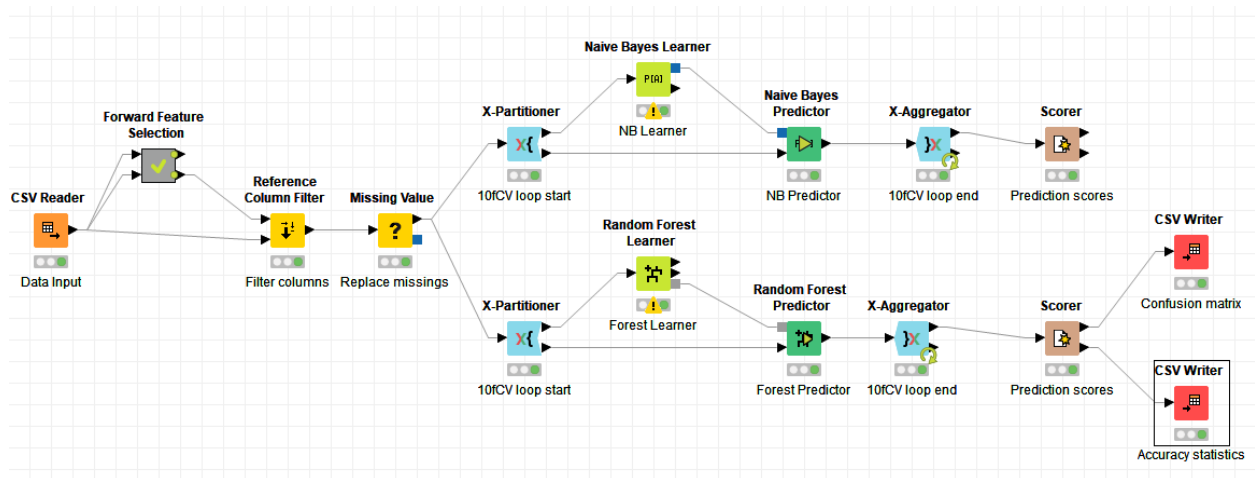 Naive Bayes Learner
P[A]
NB Learner
X-Partitioner
X{
10fCV loop start
Naive Bayes
Predictor
NB Predictor
X-Aggregator
}X
10fCV loop end
Scorer
Prediction scores
Forward Feature
Selection
CSV Reader
Data Input
Reference
Column Filter
Filter columns
Missing Value
?
Replace missings
Random Forest
Learner
Forest Learner
X-Partitioner
X{
10fCV loop start
Random Forest
Predictor
Forest Predictor
X-Aggregator
}X
10fCV loop end
Scorer
Prediction scores
CSV Writer
Confusion matrix
CSV Writer
Accuracy statistics